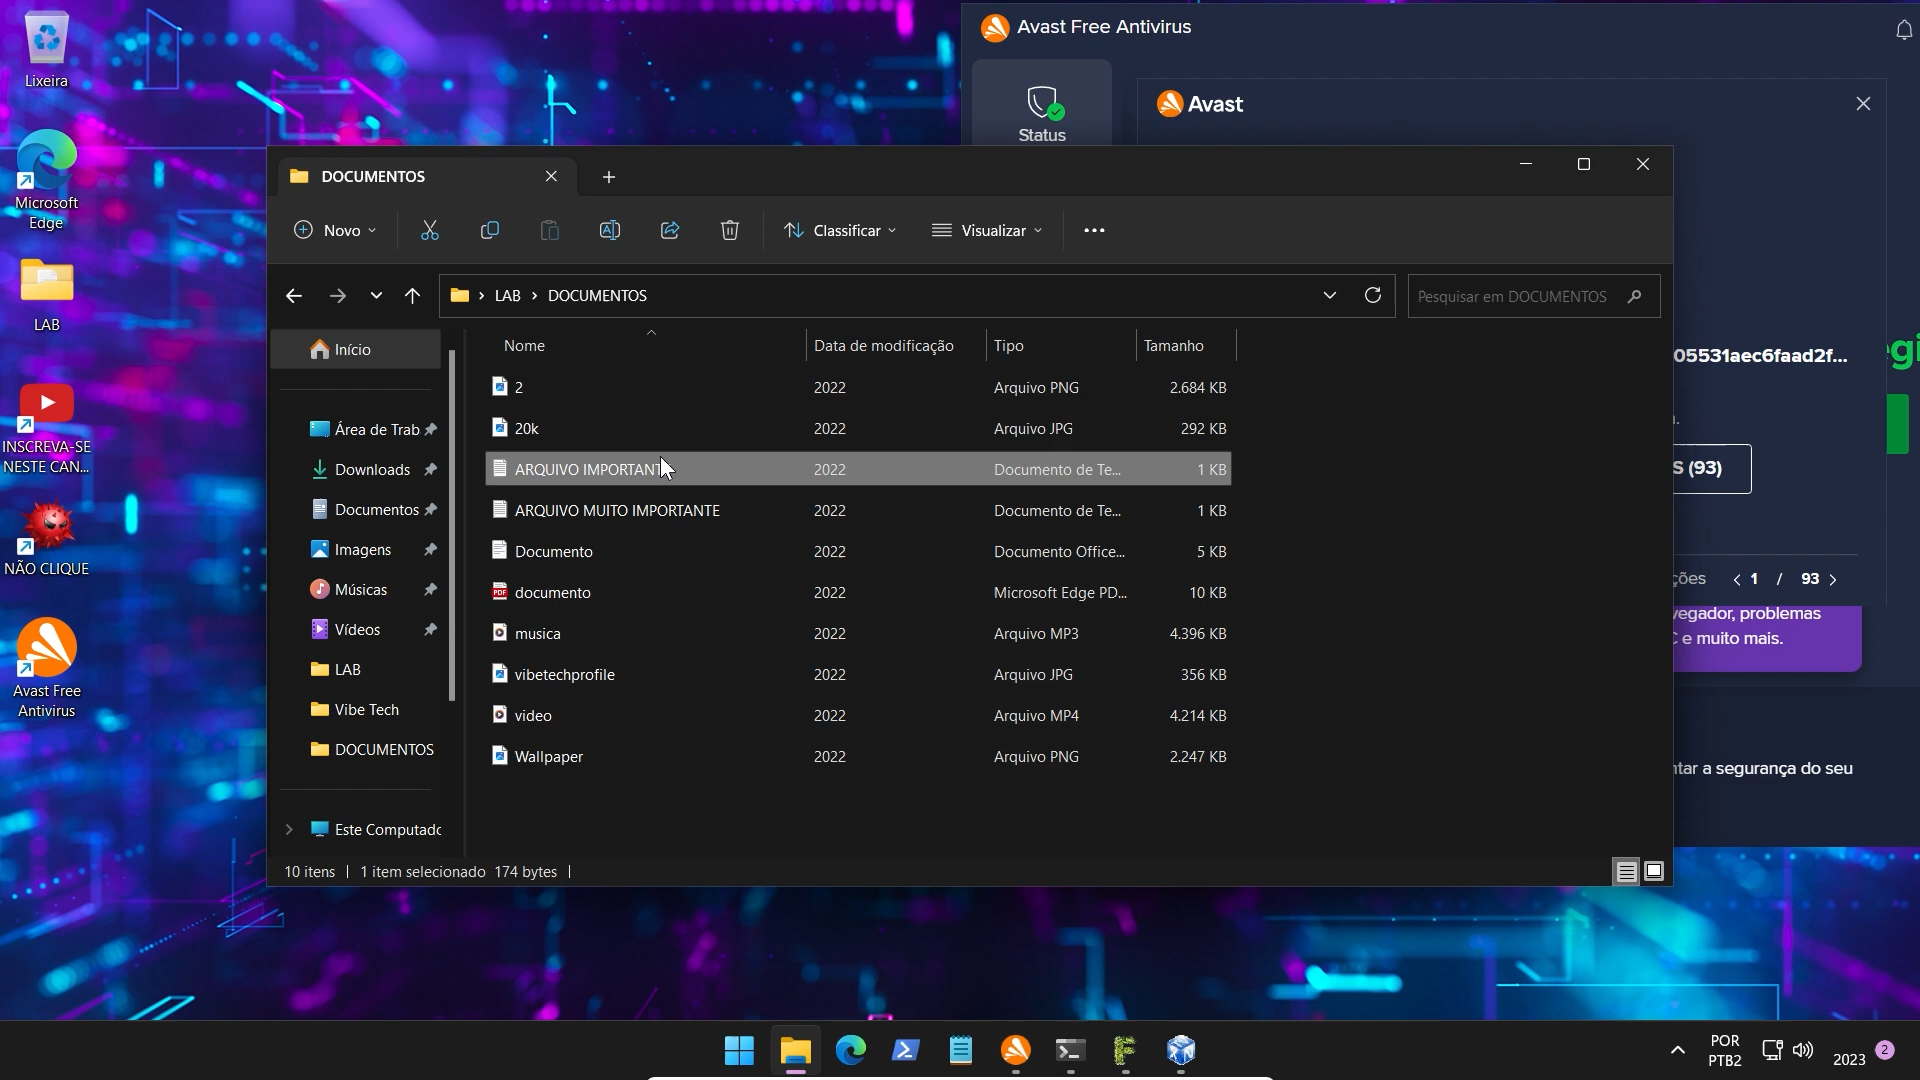 Lixeira
Microsoft
Edge
LAB
INSCREVA-SE
NESTE CAN...
NÃO CLIQUE
Avast Free
Antivirus
Avast Free Antivirus
Status
Avast
DOCUMENTOS
Novo
Classificar
Visualizar
LAB
DOCUMENTOS
Pesquisar em DOCUMENTOS
Início
Área de Trab
Downloads
Documentos
Imagens
Músicas
Vídeos
LAB
Vibe Tech
DOCUMENTOS
Este Computado
Nome Data de modificação Tipo Tamanho
2 2022 Arquivo PNG 2.684 KB
20k 2022 Arquivo JPG 292 KB
ARQUIVO IMPORTANT 2022 Documento de Te... 1 KB
ARQUIVO MUITO IMPORTANTE 2022 Documento de Te... 1 KB
Documento 2022 Documento Office... 5 KB
documento 2022 Microsoft Edge PD... 10 KB
musica 2022 Arquivo MP3 4.396 KB
vibetechprofile 2022 Arquivo JPG 356 KB
video 2022 Arquivo MP4 4.214 KB
Wallpaper 2022 Arquivo PNG 2.247 KB
10 itens | 1 item selecionado 174 bytes |
05531aec6faad2f...
egi
S (93)
ções < 1 / 93 >
vegador, problemas
e muito mais.
ntar a segurança do seu
POR
PTB2
2023
2